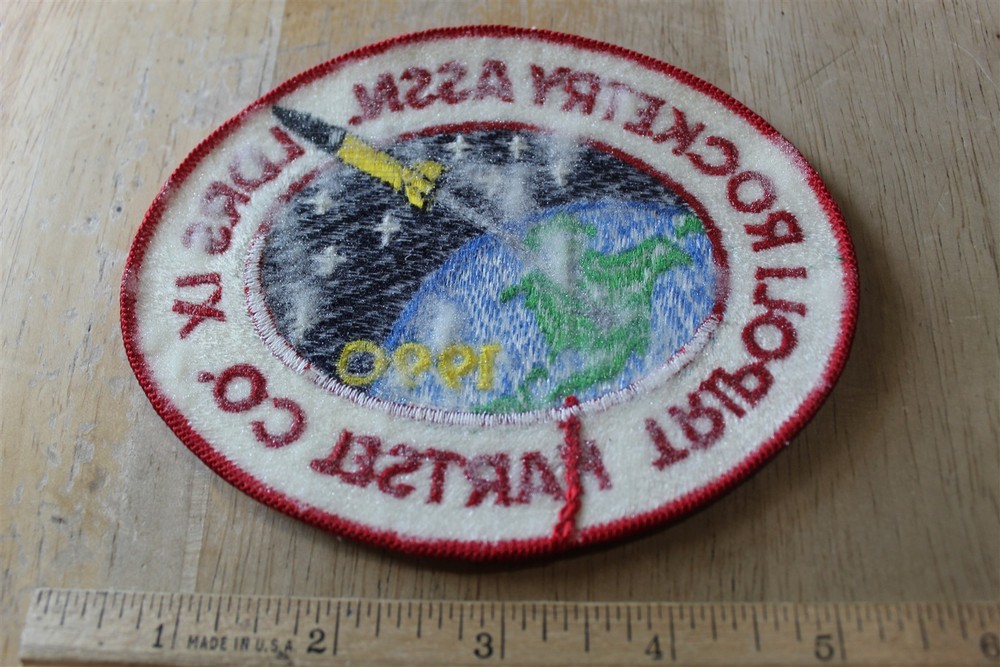 TRIPOLI ROCKETRY ASSN.
LDRS IX
HARTSEL CO.
1990
1 MADE IN U.S.A 2 3 4 5 6